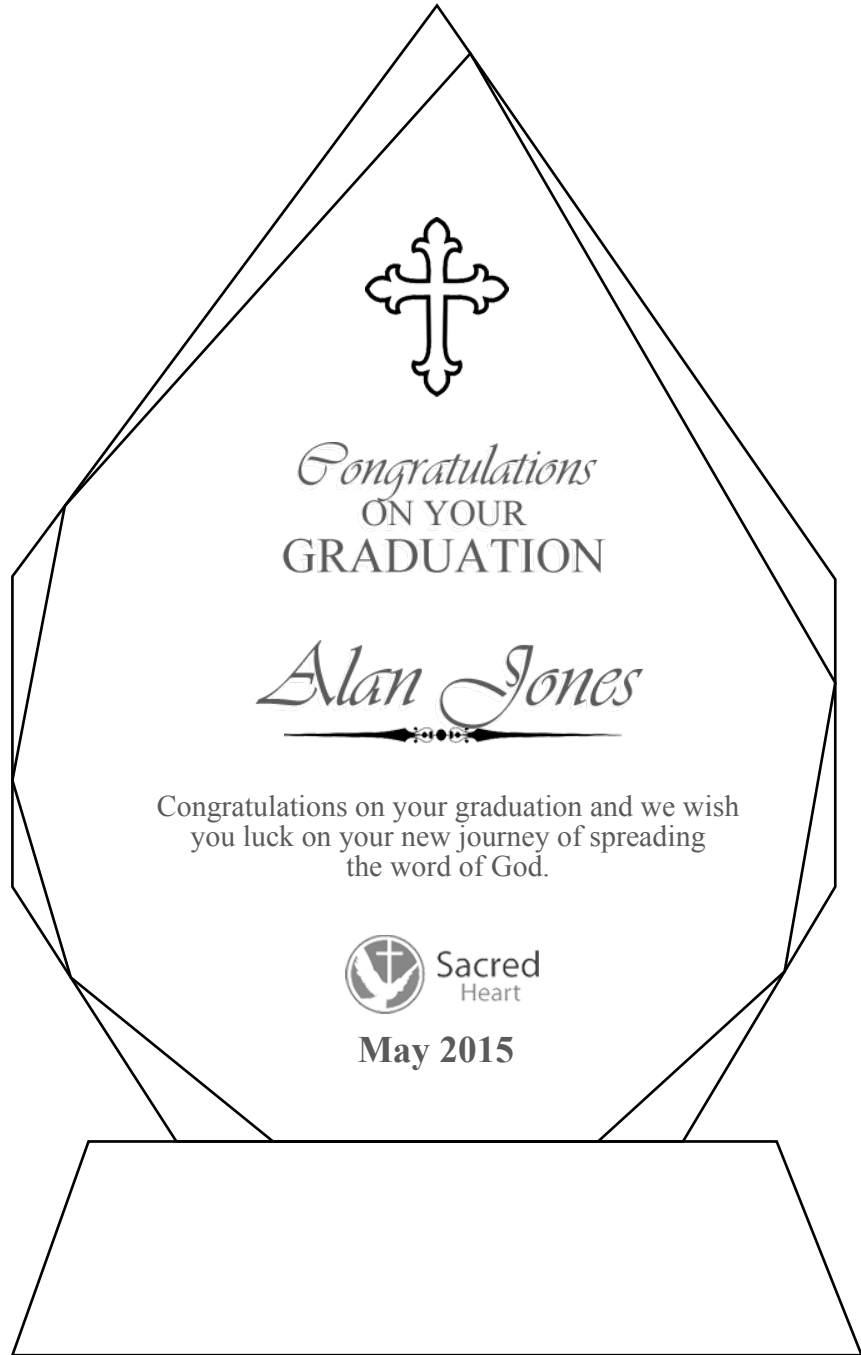 Congratulations
ON YOUR
GRADUATION
Alan Jones
Congratulations on your graduation and we wish
you luck on your new journey of spreading
the word of God.
Sacred
Heart
May 2015